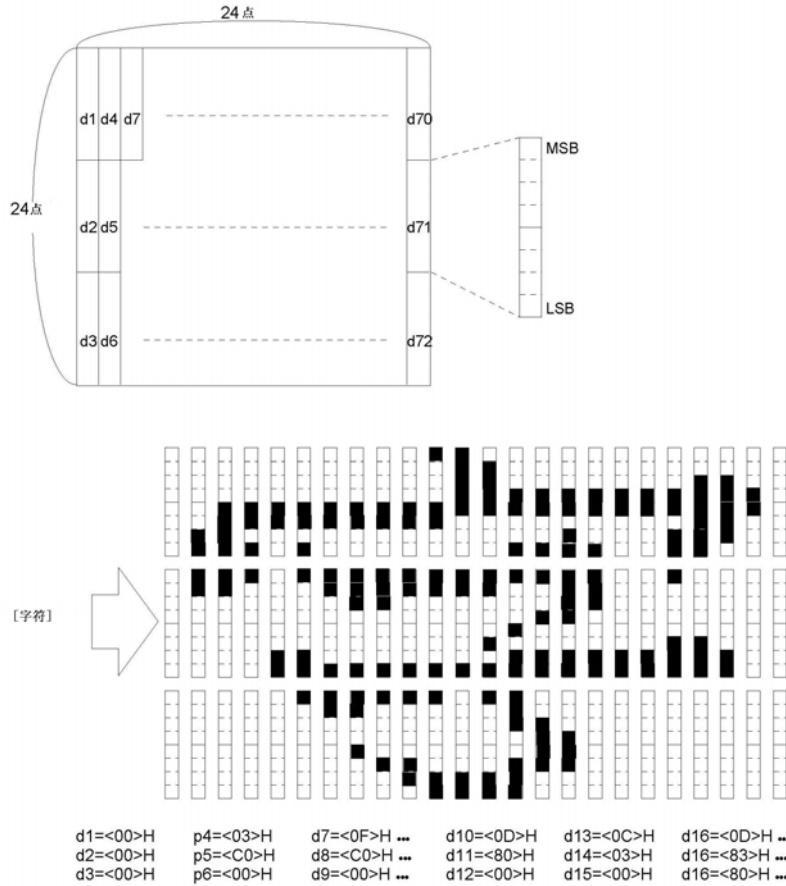 24点
d1 d4 d7 d70
MSB
24点 d2 d5 d71
LSB
d3 d6 d72
[字符]
d1=<00>H p4=<03>H d7=<0F>H ••• d10=<0D>H d13=<0C>H d16=<0D>H ...
d2=<00>H p5=<C0>H d8=<C0>H ... d11=<80>H d14=<03>H d16=<83>H ...
d3=<00>H p6=<00>H d9=<00>H ••• d12=<00>H d15=<00>H d16=<80>H ...